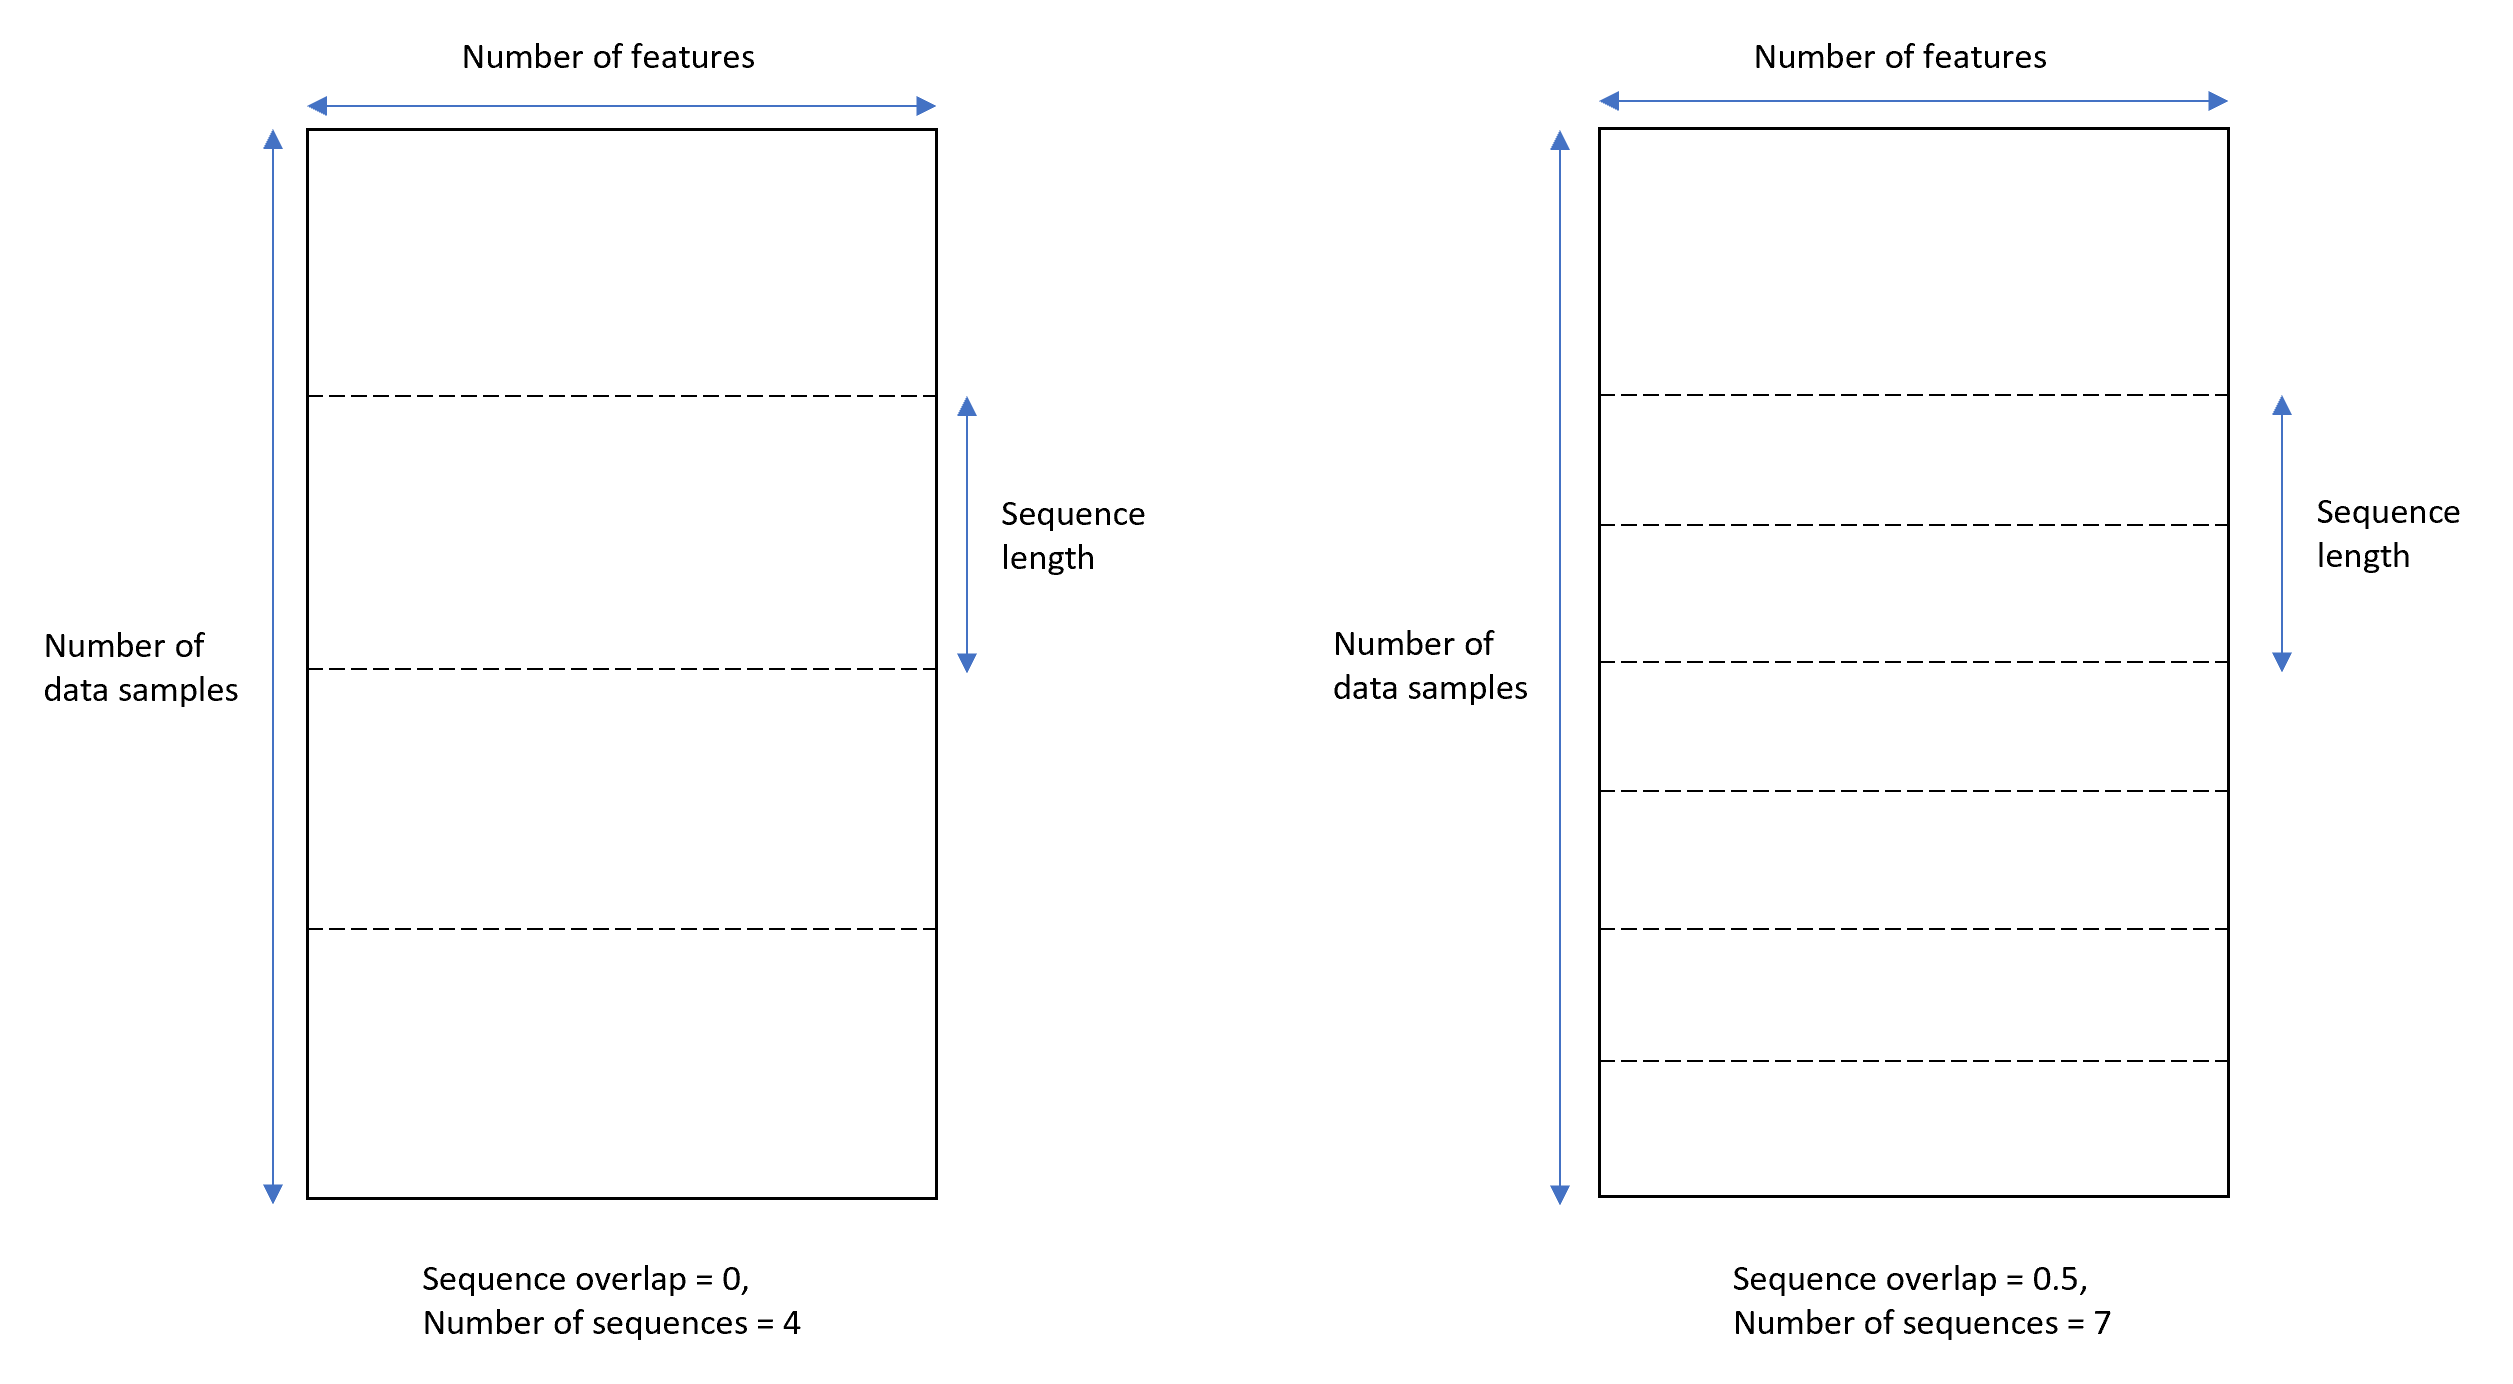 Number of features
Number of
data samples
Sequence
length
Sequence overlap = 0,
Number of sequences = 4
Number of features
Number of
data samples
Sequence
length
Sequence overlap = 0.5,
Number of sequences = 7